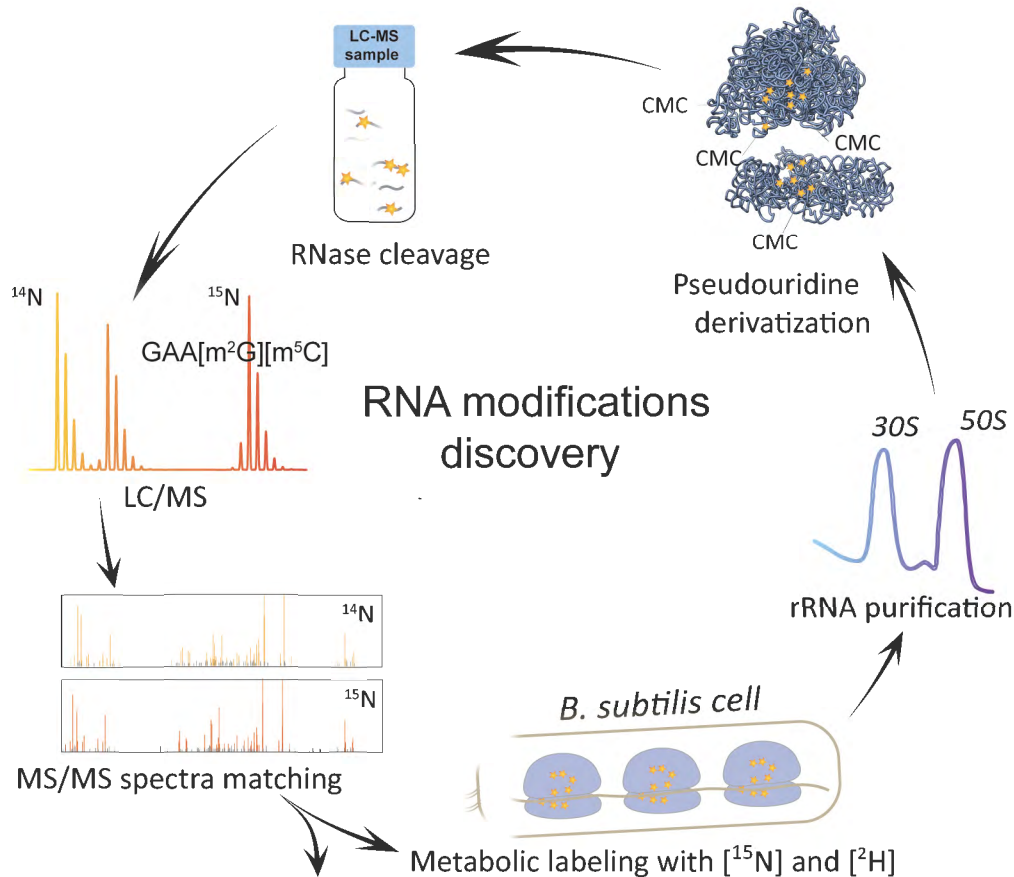 LC-MS
sample
RNase cleavage
CMC
CMC
CMC
CMC
Pseudouridine
derivatization
¹⁴N
¹⁵N
GAA[m²G][m⁵C]
LC/MS
RNA modifications
discovery
30S
50S
rRNA purification
¹⁴N
¹⁵N
MS/MS spectra matching
B. subtilis cell
Metabolic labeling with [¹⁵N] and [²H]